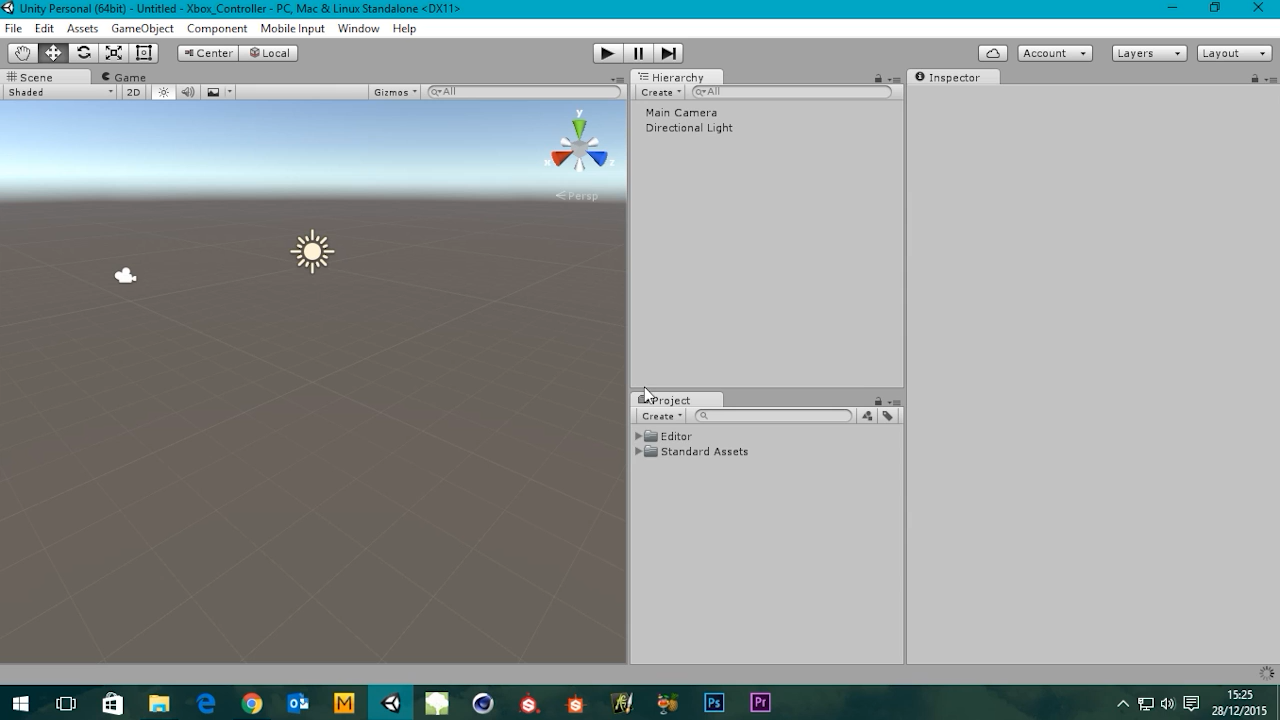 Unity Personal (64bit) - Untitled - Xbox_Controller - PC, Mac & Linux Standalone <DX11>
File Edit Assets GameObject Component Mobile Input Window Help
Center Local Account Layers Layout
Scene Game Hierarchy Inspector
Shaded 2D Gizmos All Create All
y
x z
Persp
Main Camera
Directional Light
Project
Create
Editor
Standard Assets
M Ps Pr
15:25
28/12/2015